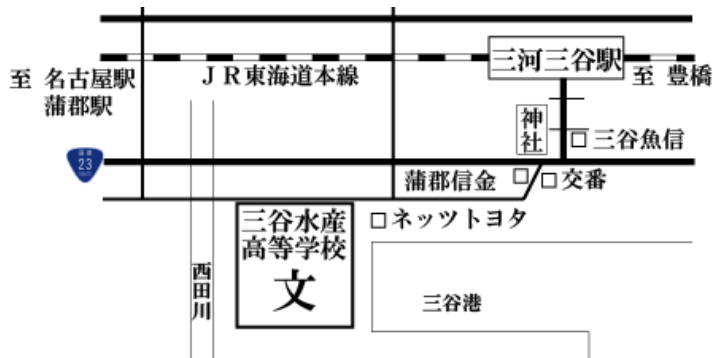 三河三谷駅
ＪＲ東海道本線
至 名古屋駅
蒲郡駅
至 豊橋
神社
三谷魚信
23
蒲郡信金
交番
三谷水産
高等学校
文
ネッツトヨタ
西田川
三谷港